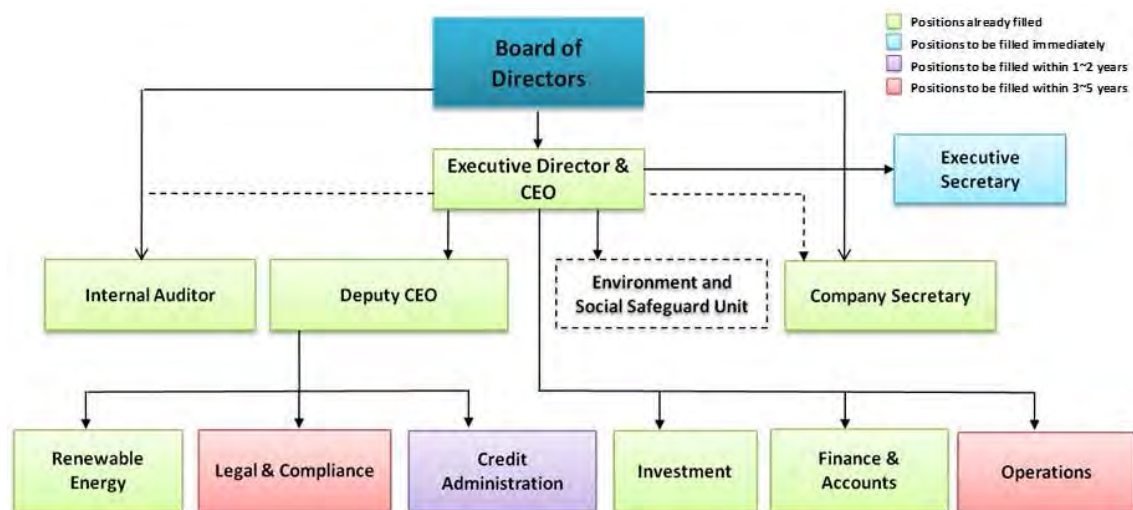 Board of
Directors
Positions already filled
Positions to be filled immediately
Positions to be filled within 1~2 years
Positions to be filled within 3~5 years
Executive Director &
CEO
Executive
Secretary
Internal Auditor
Deputy CEO
Environment and
Social Safeguard Unit
Company Secretary
Renewable
Energy
Legal & Compliance
Credit
Administration
Investment
Finance &
Accounts
Operations